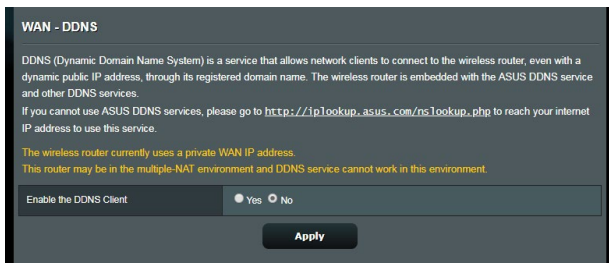 WAN - DDNS
DDNS (Dynamic Domain Name System) is a service that allows network clients to connect to the wireless router, even with a
dynamic public IP address, through its registered domain name. The wireless router is embedded with the ASUS DDNS service
and other DDNS services.
If you cannot use ASUS DDNS services, please go to http://iplookup.asus.com/nslookup.php to reach your internet
IP address to use this service.
The wireless router currently uses a private WAN IP address.
This router may be in the multiple-NAT environment and DDNS service cannot work in this environment.
Enable the DDNS Client Yes No
Apply